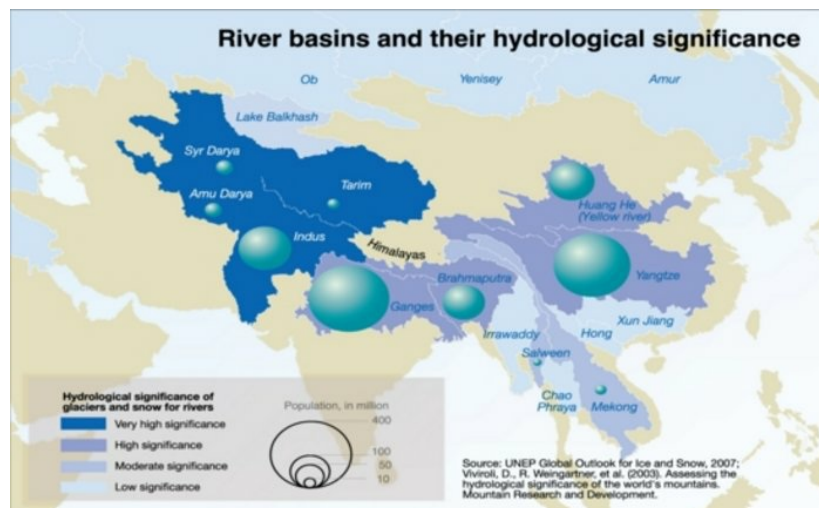 River basins and their hydrological significance
Ob
Yenisey
Amur
Lake Balkhash
Syr Darya
Amu Darya
Tarim
Huang He
(Yellow river)
Indus
Himalayas
Brahmaputra
Yangtze
Ganges
Irrawaddy
Xun Jiang
Hong
Salween
Chao
Phraya
Mekong
Hydrological significance of
glaciers and snow for rivers
Very high significance
High significance
Moderate significance
Low significance
Population, in million
400
100
50
10
Source: UNEP Global Outlook for Ice and Snow, 2007;
Viviroli, D., R. Weingartner, et al. (2003). Assessing the
hydrological significance of the world's mountains.
Mountain Research and Development.